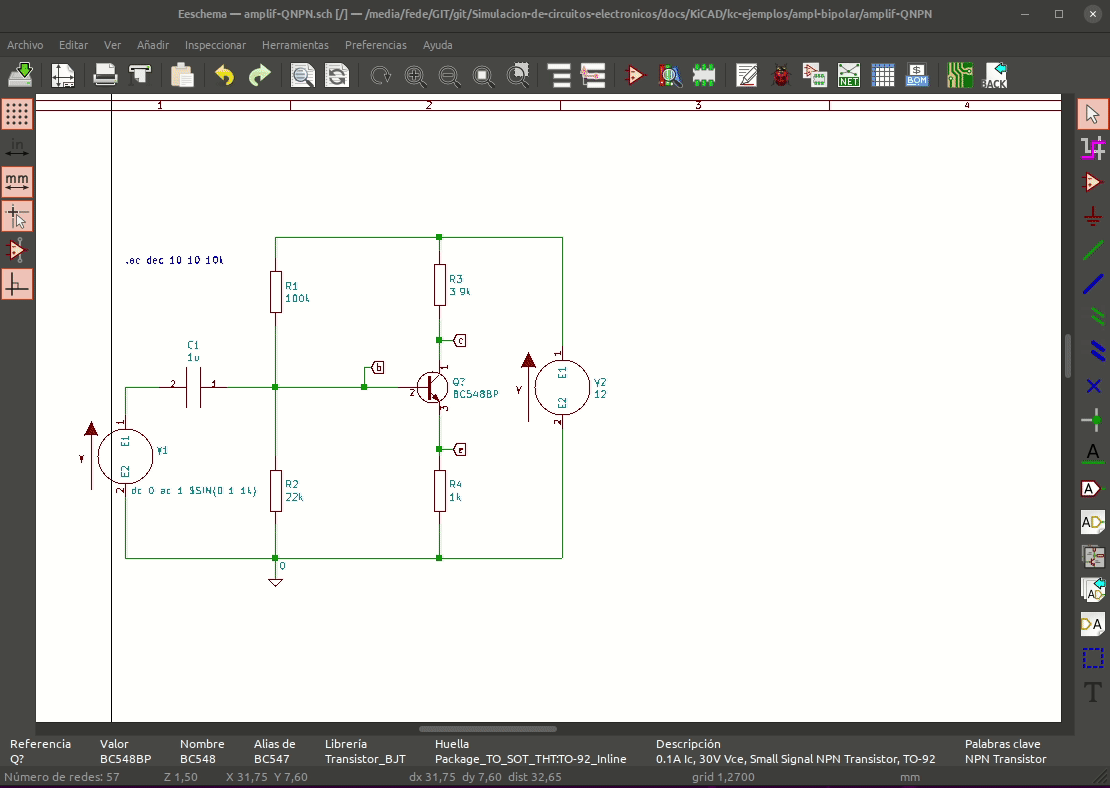 Eeschema — amplif-QNPN.sch [/] — /media/fede/GIT/git/Simulacion-de-circuitos-electronicos/docs/KiCAD/kc-ejemplos/ampl-bipolar/amplif-QNPN
Archivo Editar Ver Añadir Inspeccionar Herramientas Preferencias Ayuda
NET
$ BOM
BACK
1 2 3 4
in
mm
.ac dec 10 10 10k
R1
100k
R3
3.9k
C1
1u
2 1
b
c
1
2
3
Q?
BC548BP
e
V
1
E1
E2
2
V2
12
V
1
E1
E2
2
V1
dc 0 ac 1 $SIN(0 1 1k)
R2
22k
R4
1k
0
A
A
AD
AD
DA
T
Referencia Valor Nombre Alias de Librería Huella Descripción Palabras clave
Q? BC548BP BC548 BC547 Transistor_BJT Package_TO_SOT_THT:TO-92_Inline 0.1A Ic, 30V Vce, Small Signal NPN Transistor, TO-92 NPN Transistor
Número de redes: 57 Z 1,50 X 31,75 Y 7,60 dx 31,75 dy 7,60 dist 32,65 grid 1,2700 mm